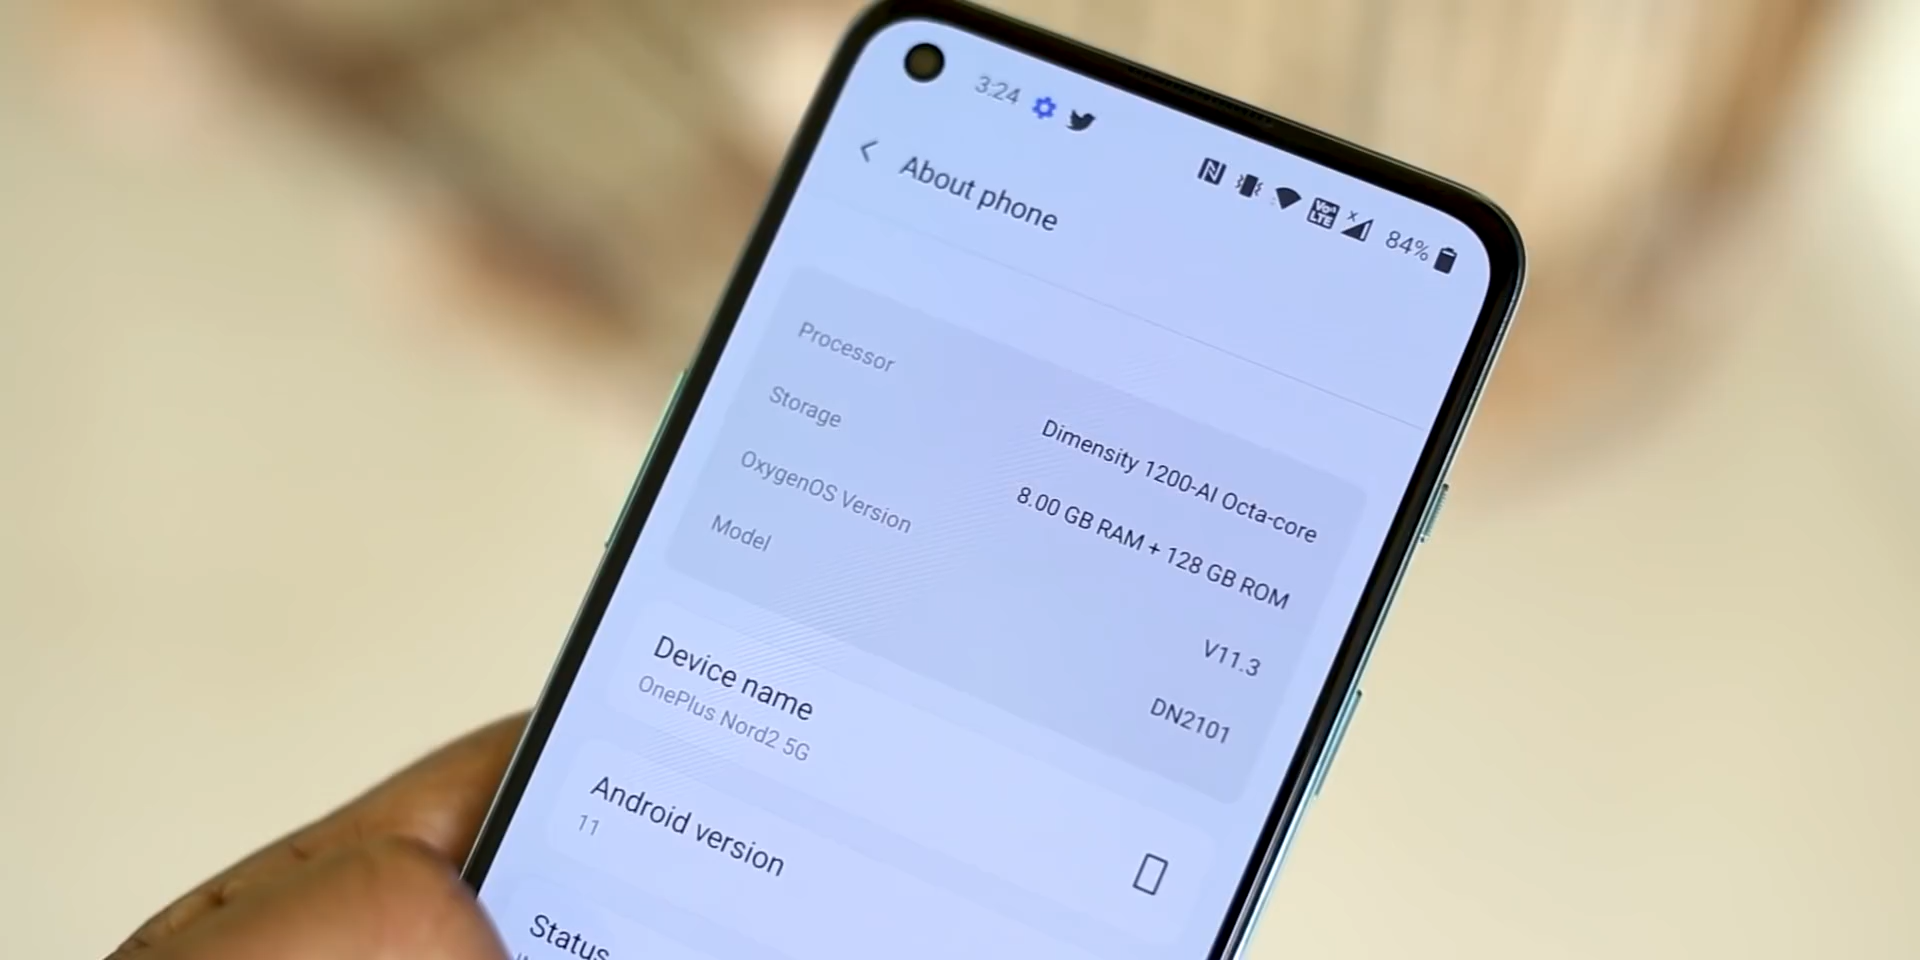 3:24
VoLTE
84%
About phone
Processor
Dimensity 1200-AI Octa-core
Storage
8.00 GB RAM + 128 GB ROM
OxygenOS Version
V11.3
Model
DN2101
Device name
OnePlus Nord2 5G
Android version
11
Status